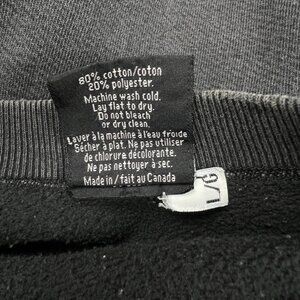 80% cotton/coton
20% polyester.
Machine wash cold.
Lay flat to dry.
Do not bleach
or dry clean.
Laver à la machine à l'eau froide
Sécher à plat. Ne pas utiliser
de chlorure décolorante.
Ne pas nettoyer à sec.
Made in / fait au Canada
L/G